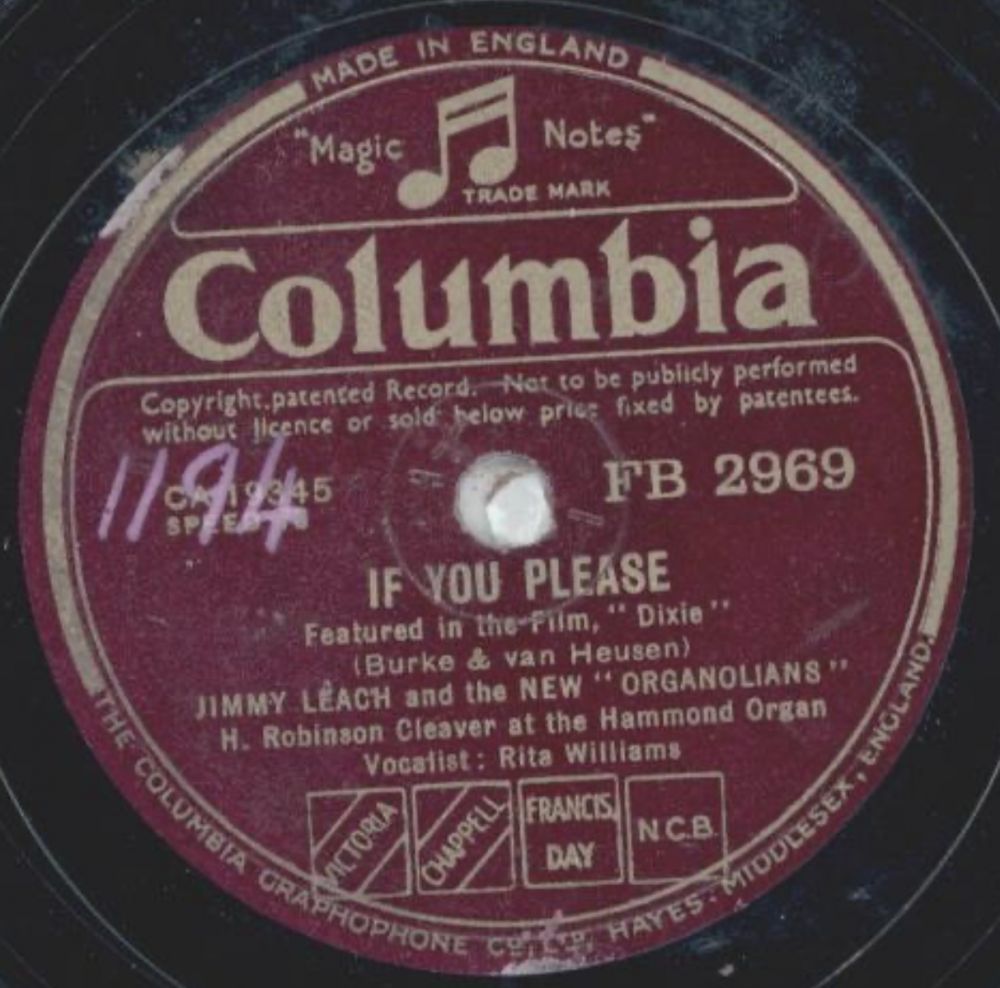 MADE IN ENGLAND
"Magic Notes"
TRADE MARK
Columbia
Copyright.patented Record. Not to be publicly performed
without licence or sold below price fixed by patentees.
1194
CA 19345
FB 2969
SPEED
IF YOU PLEASE
Featured in the Film, "Dixie"
(Burke & van Heusen)
JIMMY LEACH and the NEW "ORGANOLIANS"
H. Robinson Cleaver at the Hammond Organ
Vocalist: Rita Williams
VICTORIA
CHAPPELL
FRANCIS,
DAY
N.C.B.
THE COLUMBIA GRAPHOPHONE CO. LTD, HAYES. MIDDLESEX, ENGLAND.